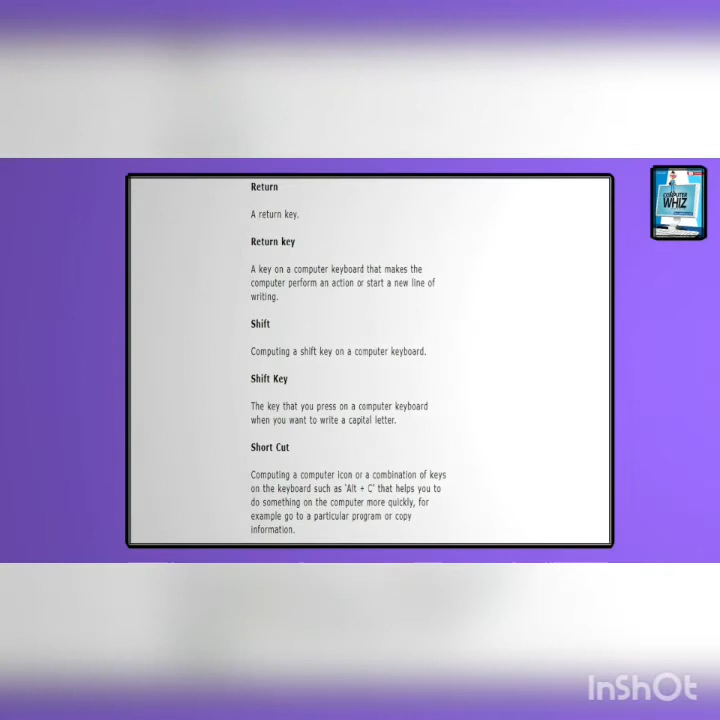 Return
A return key.
Return key
A key on a computer keyboard that makes the
computer perform an action or start a new line of
writing.
Shift
Computing a shift key on a computer keyboard.
Shift Key
The key that you press on a computer keyboard
when you want to write a capital letter.
Short Cut
Computing a computer icon or a combination of keys
on the keyboard such as 'Alt + C' that helps you to
do something on the computer more quickly, for
example go to a particular program or copy
information.
COMPUTER
WHIZ
InShOt